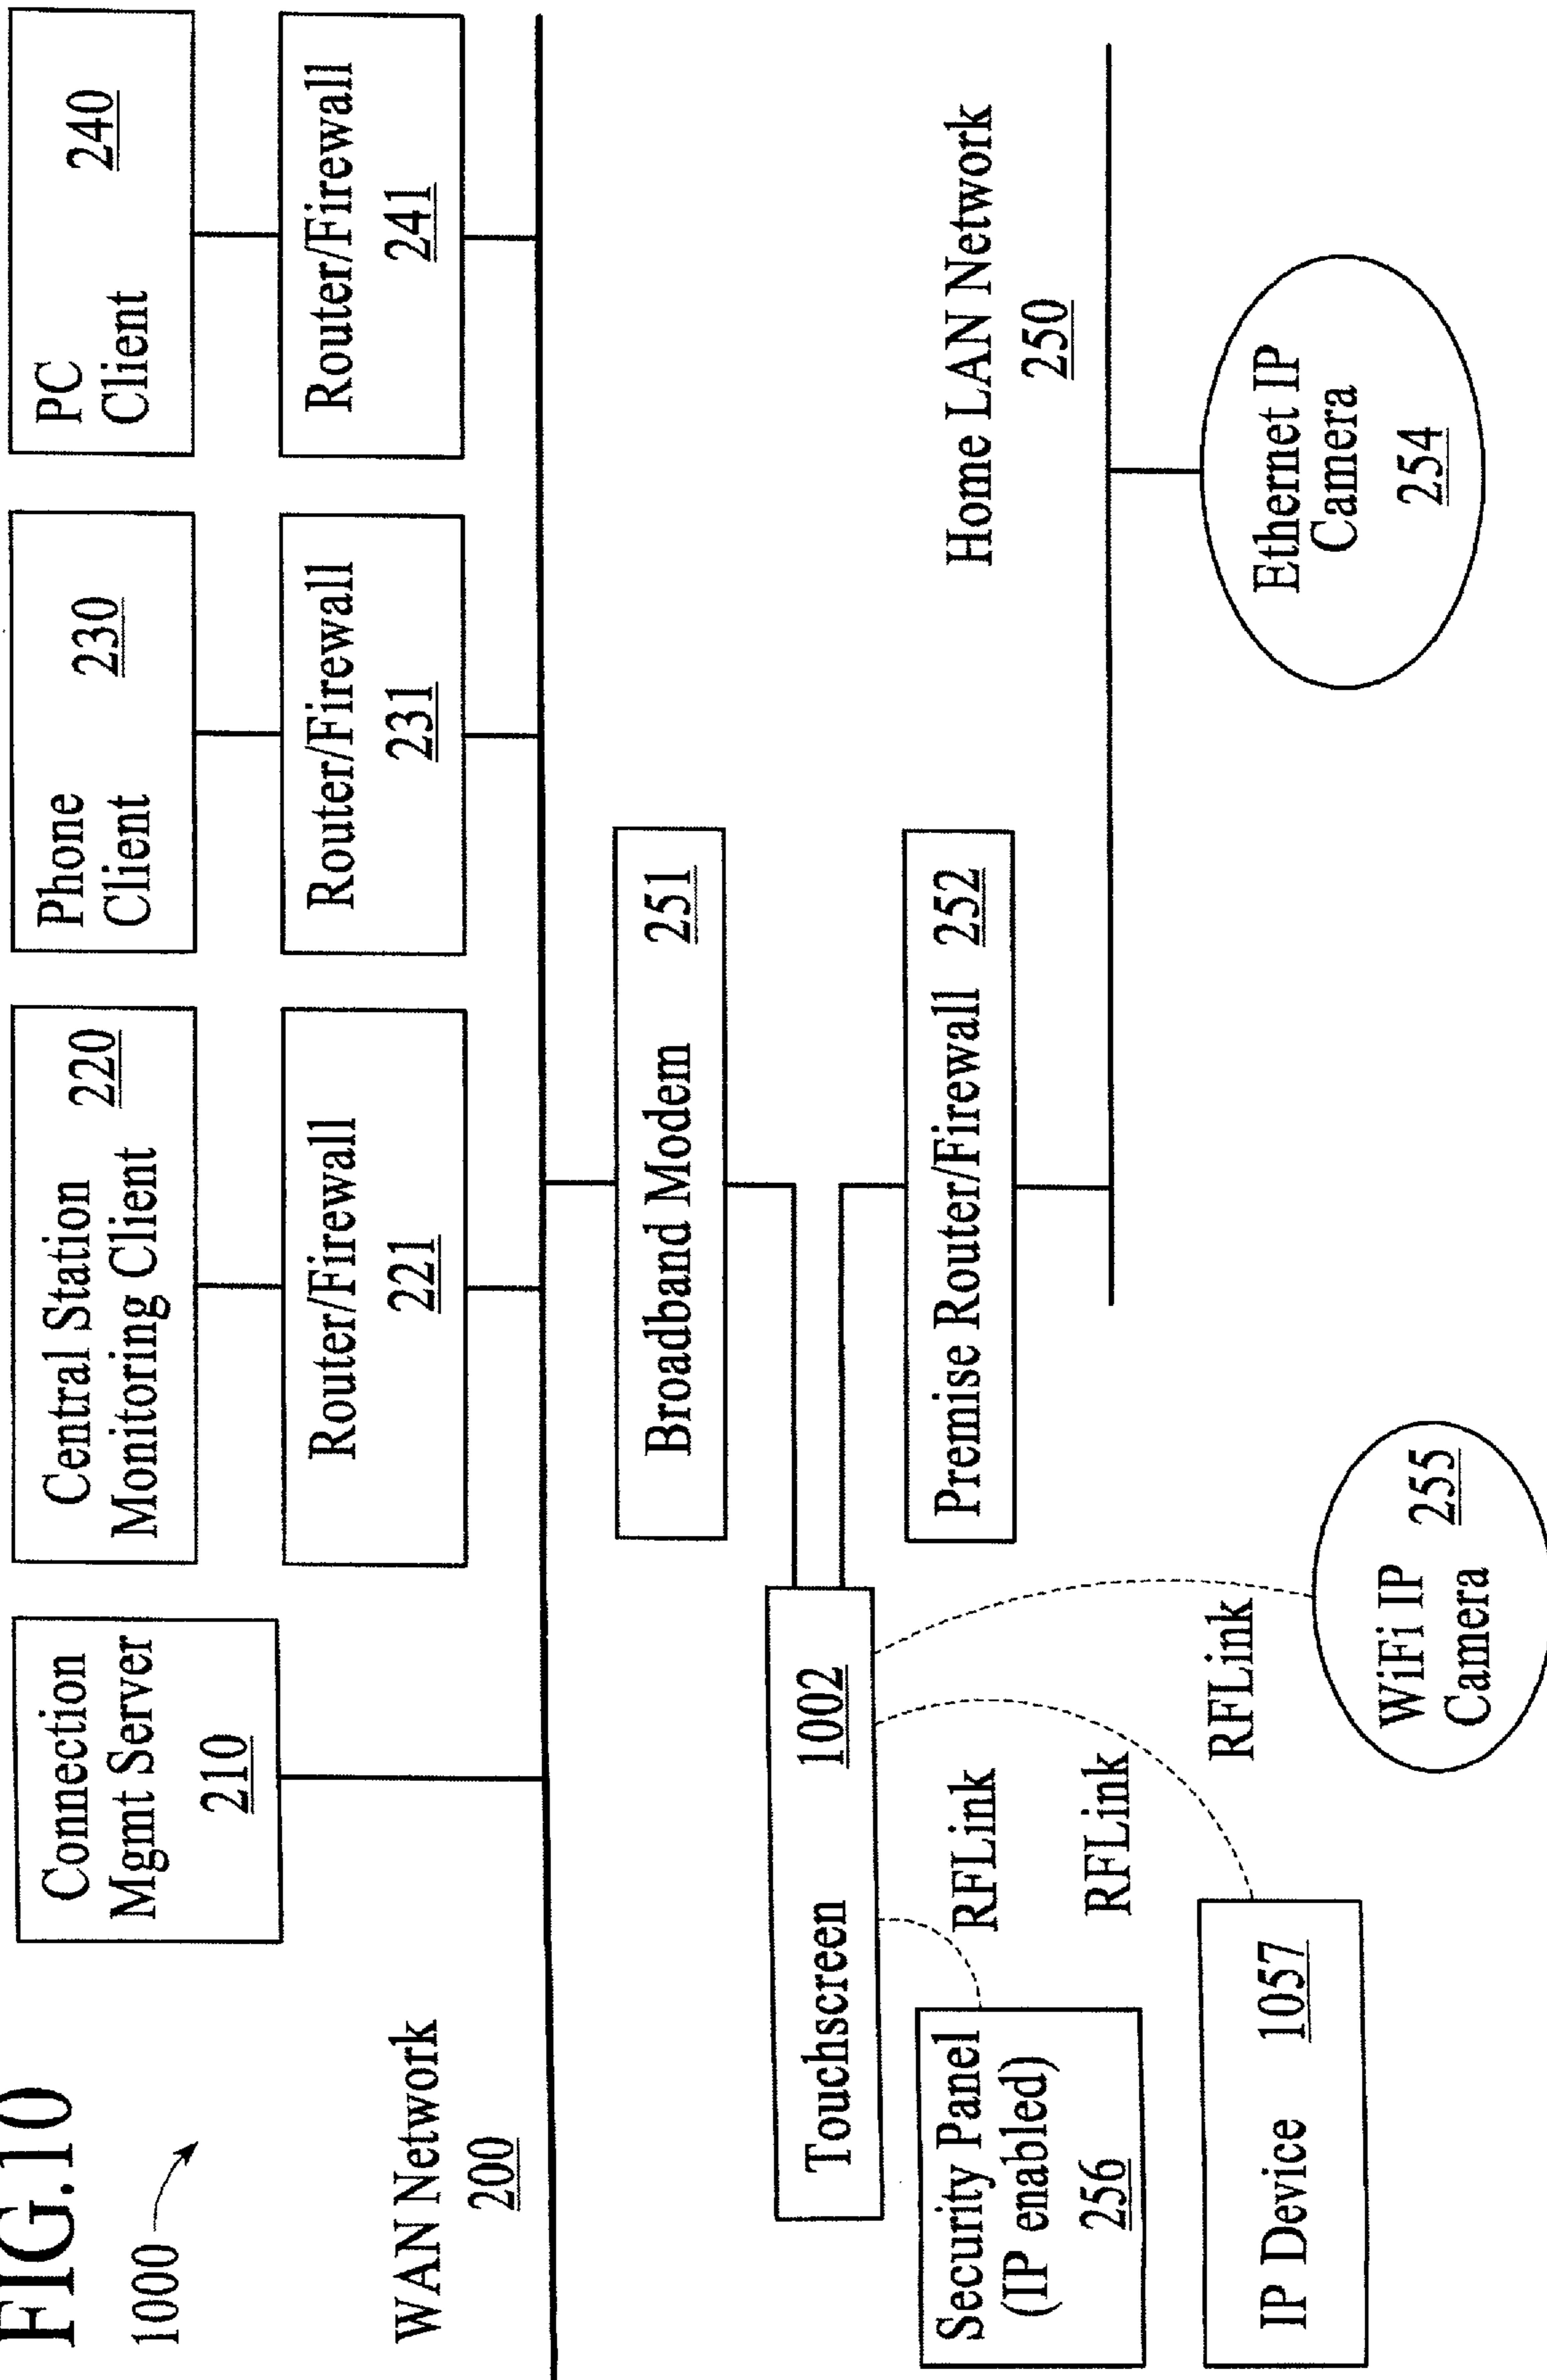 FIG.10
1000
Connection
Mgmt Server
210
Central Station
Monitoring Client
220
Phone
Client
230
PC
Client
240
Router/Firewall
221
Router/Firewall
231
Router/Firewall
241
WAN Network
200
Broadband Modem 251
Touchscreen 1002
Premise Router/Firewall 252
Home LAN Network
250
Security Panel
(IP enabled)
256
RFLink
RFLink
RFLink
IP Device 1057
WiFi IP
Camera
255
Ethernet IP
Camera
254